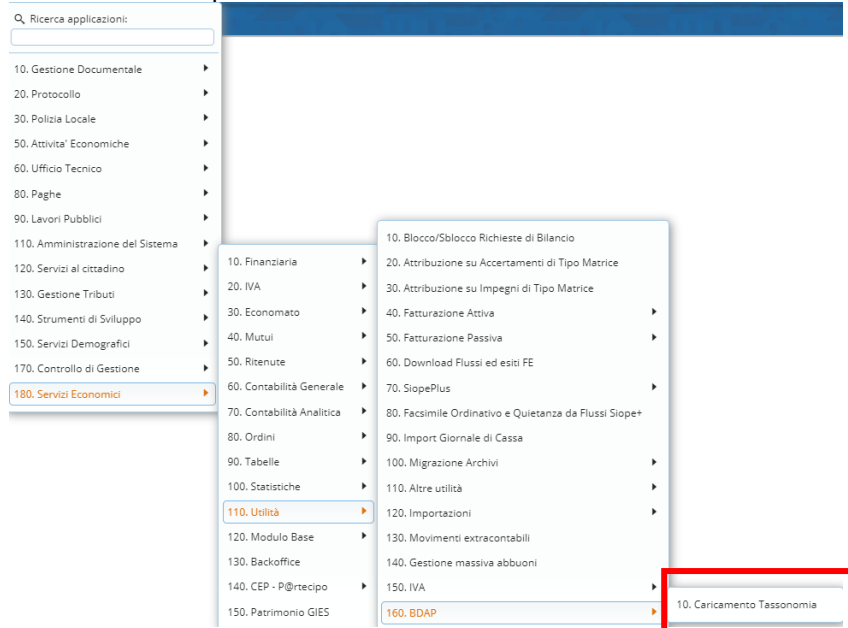 Ricerca applicazioni:
10. Gestione Documentale
20. Protocollo
30. Polizia Locale
50. Attivita' Economiche
60. Ufficio Tecnico
80. Paghe
90. Lavori Pubblici
110. Amministrazione del Sistema
120. Servizi al cittadino
130. Gestione Tributi
140. Strumenti di Sviluppo
150. Servizi Demografici
170. Controllo di Gestione
180. Servizi Economici
10. Finanziaria
20. IVA
30. Economato
40. Mutui
50. Ritenute
60. Contabilità Generale
70. Contabilità Analitica
80. Ordini
90. Tabelle
100. Statistiche
110. Utilità
120. Modulo Base
130. Backoffice
140. CEP - P@rtecipo
150. Patrimonio GIES
10. Blocco/Sblocco Richieste di Bilancio
20. Attribuzione su Accertamenti di Tipo Matrice
30. Attribuzione su Impegni di Tipo Matrice
40. Fatturazione Attiva
50. Fatturazione Passiva
60. Download Flussi ed esiti FE
70. SiopePlus
80. Facsimile Ordinativo e Quietanza da Flussi Siope+
90. Import Giornale di Cassa
100. Migrazione Archivi
110. Altre utilità
120. Importazioni
130. Movimenti extracontabili
140. Gestione massiva abbuoni
150. IVA
160. BDAP
10. Caricamento Tassonomia